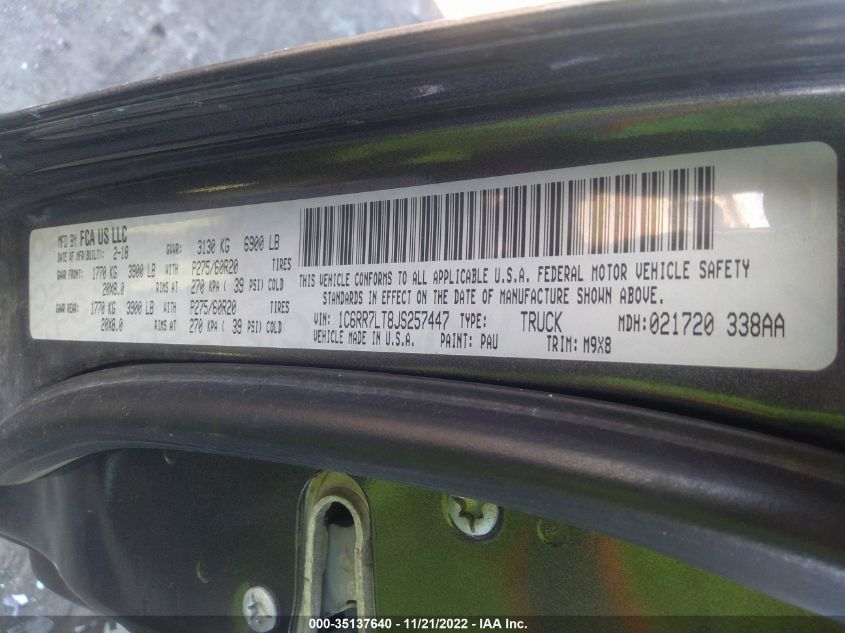 MFD BY FCA US LLC
DATE OF MFR(BUILT): 2-18 GVWR: 3130 KG 6900 LB
GAWR FRONT: 1770 KG 3900 LB WITH P275/60R20 TIRES
20X8.0 RIMS AT 270 KPA ( 39 PSI) COLD
GAWR REAR: 1770 KG 3900 LB WITH P275/60R20 TIRES
20X8.0 RIMS AT 270 KPA ( 39 PSI) COLD
THIS VEHICLE CONFORMS TO ALL APPLICABLE U.S.A. FEDERAL MOTOR VEHICLE SAFETY
STANDARDS IN EFFECT ON THE DATE OF MANUFACTURE SHOWN ABOVE.
VIN: 1C6RR7LT8JS257447 TYPE: TRUCK MDH:021720 338AA
VEHICLE MADE IN U.S.A. PAINT: PAU TRIM: M9X8
000-35137640 - 11/21/2022 - IAA Inc.